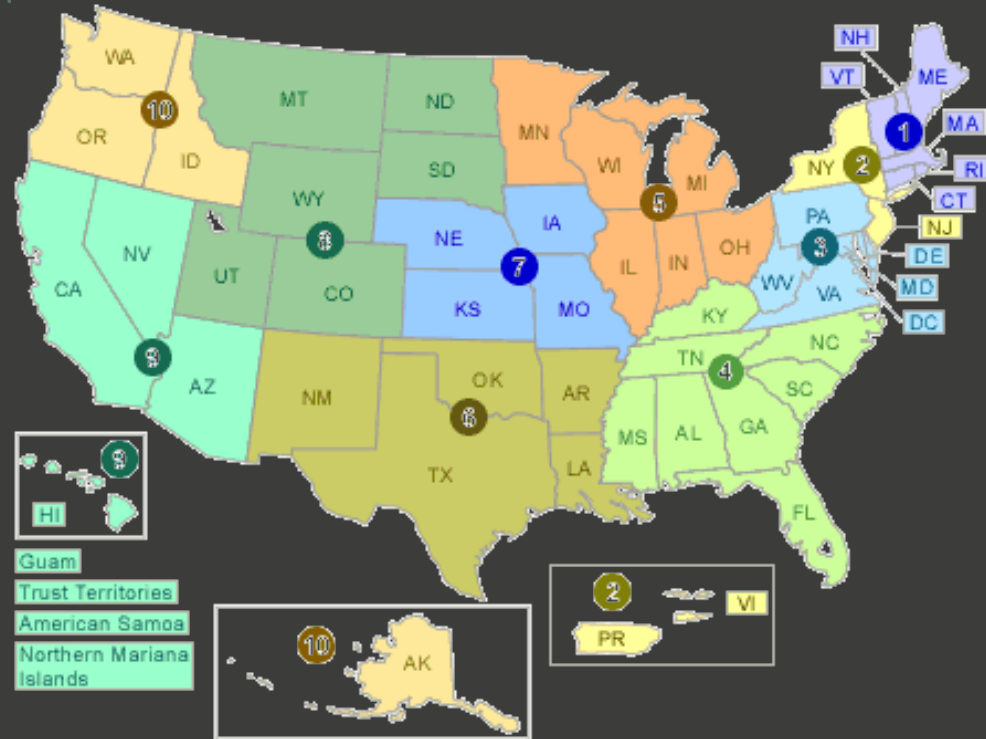 NH
WA
VT
ME
MT
ND
10
MN
1
MA
OR
WI
NY
2
ID
SD
MI
RI
WY
5
CT
PA
NJ
IA
8
NE
3
OH
NV
DE
7
IL
IN
UT
WV
MD
CA
CO
VA
KS
MO
KY
DC
NC
9
TN
4
AZ
OK
SC
NM
AR
6
GA
MS
AL
9
TX
LA
HI
FL
4
Guam
Trust Territories
2
VI
American Samoa
PR
10
Northern Mariana
Islands
AK